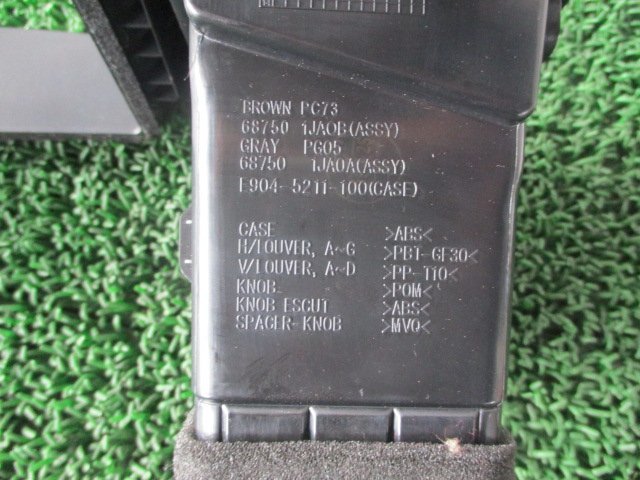 BROWN PC73
68750 1JA0B(ASSY)
GRAY PG05
68750 1JA0A(ASSY)
E904-5211-100(CASE)
CASE >ABS<
H/LOUVER, A~G >PBT-GF30<
V/LOUVER, A~D >PP-T10<
KNOB >POM<
KNOB ESCUT >ABS<
SPACER-KNOB >MVQ<